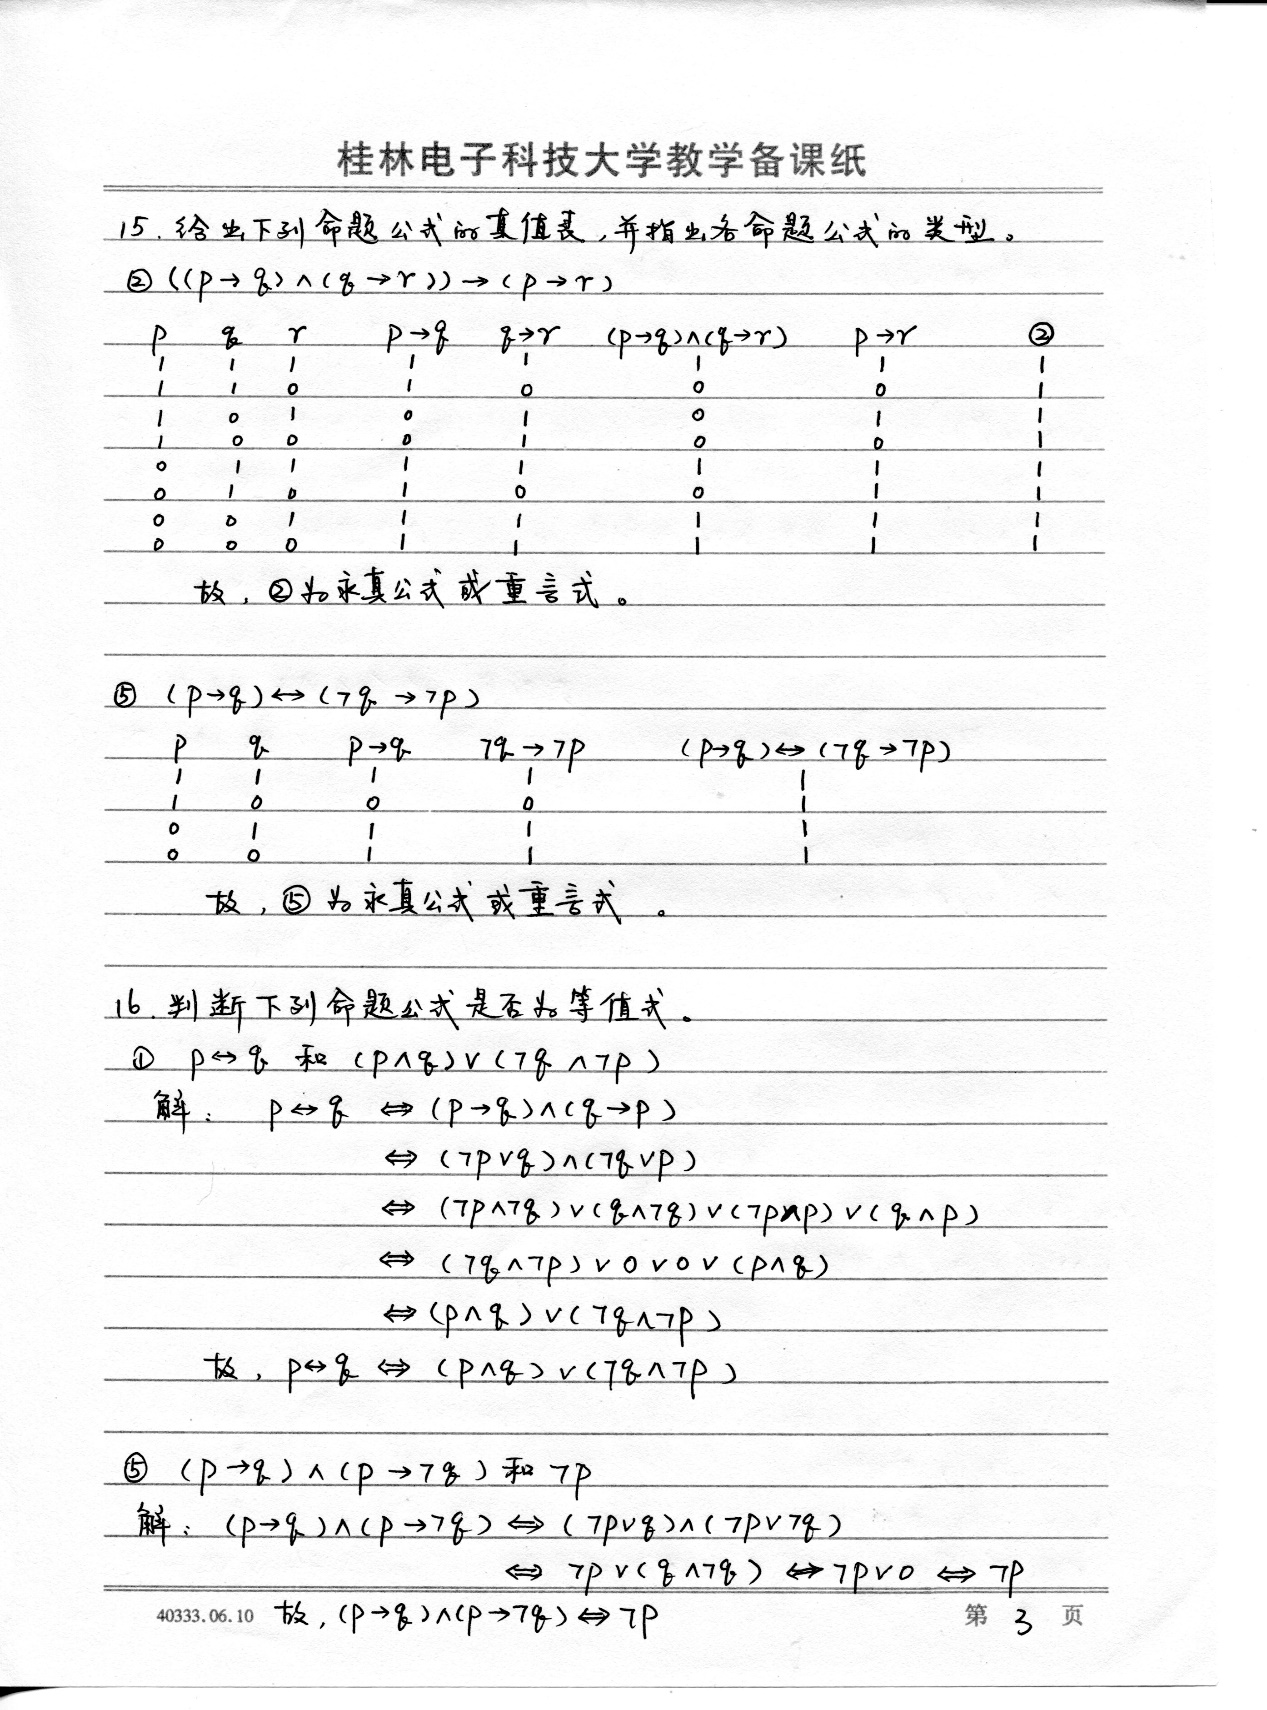 桂林电子科技大学教学备课纸
15. 给出下列命题公式的真值表，并指出各命题公式的类型。
② ((p→q)∧(q→r))→(p→r)
p q r p→q q→r (p→q)∧(q→r) p→r ②
1 1 1 1 1 1 1 1
1 1 0 1 0 0 0 1
1 0 1 0 1 0 1 1
1 0 0 0 1 0 0 1
0 1 1 1 1 1 1 1
0 1 0 1 0 0 1 1
0 0 1 1 1 1 1 1
0 0 0 1 1 1 1 1
故，②为永真公式或重言式。
⑤ (p→q)↔(¬q→¬p)
p q p→q ¬q→¬p (p→q)↔(¬q→¬p)
1 1 1 1 1
1 0 0 0 1
0 1 1 1 1
0 0 1 1 1
故，⑤为永真公式或重言式。
16. 判断下列命题公式是否为等值式。
① p↔q 和 (p∧q)∨(¬q∧¬p)
解： p↔q ⇔ (p→q)∧(q→p)
⇔ (¬p∨q)∧(¬q∨p)
⇔ (¬p∧¬q)∨(q∧¬q)∨(¬p∧p)∨(q∧p)
⇔ (¬q∧¬p)∨0∨0∨(p∧q)
⇔ (p∧q)∨(¬q∧¬p)
故，p↔q ⇔ (p∧q)∨(¬q∧¬p)
⑤ (p→q)∧(p→¬q) 和 ¬p
解：(p→q)∧(p→¬q) ⇔ (¬p∨q)∧(¬p∨¬q)
⇔ ¬p∨(q∧¬q) ⇔ ¬p∨0 ⇔ ¬p
40333.06.10 故，(p→q)∧(p→¬q)⇔¬p 第 3 页